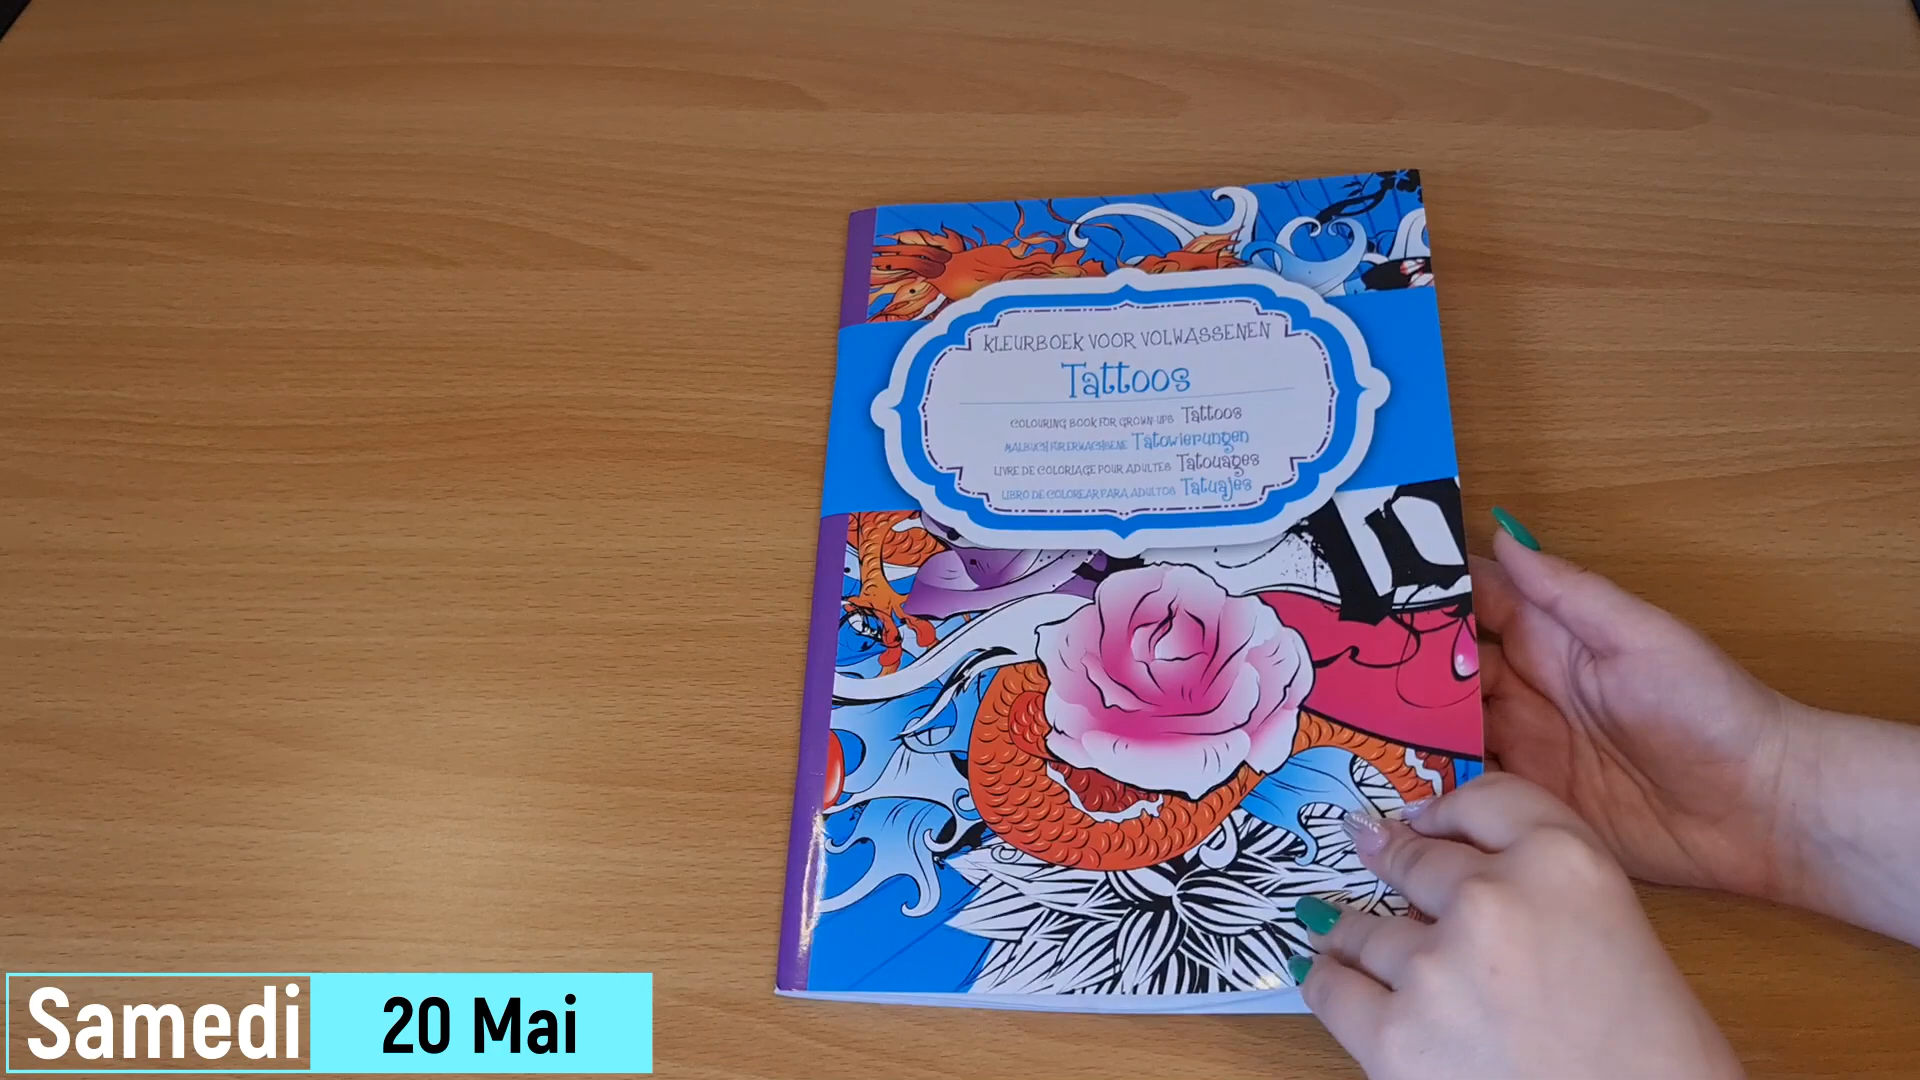 KLEURBOEK VOOR VOLWASSENEN
Tattoos
COLOURING BOOK FOR GROWN-UPS Tattoos
MALBUCH FÜR ERWACHSENE Tatowierungen
LIVRE DE COLORIAGE POUR ADULTES Tatouages
LIBRO DE COLOREAR PARA ADULTOS Tatuajes
Samedi 20 Mai